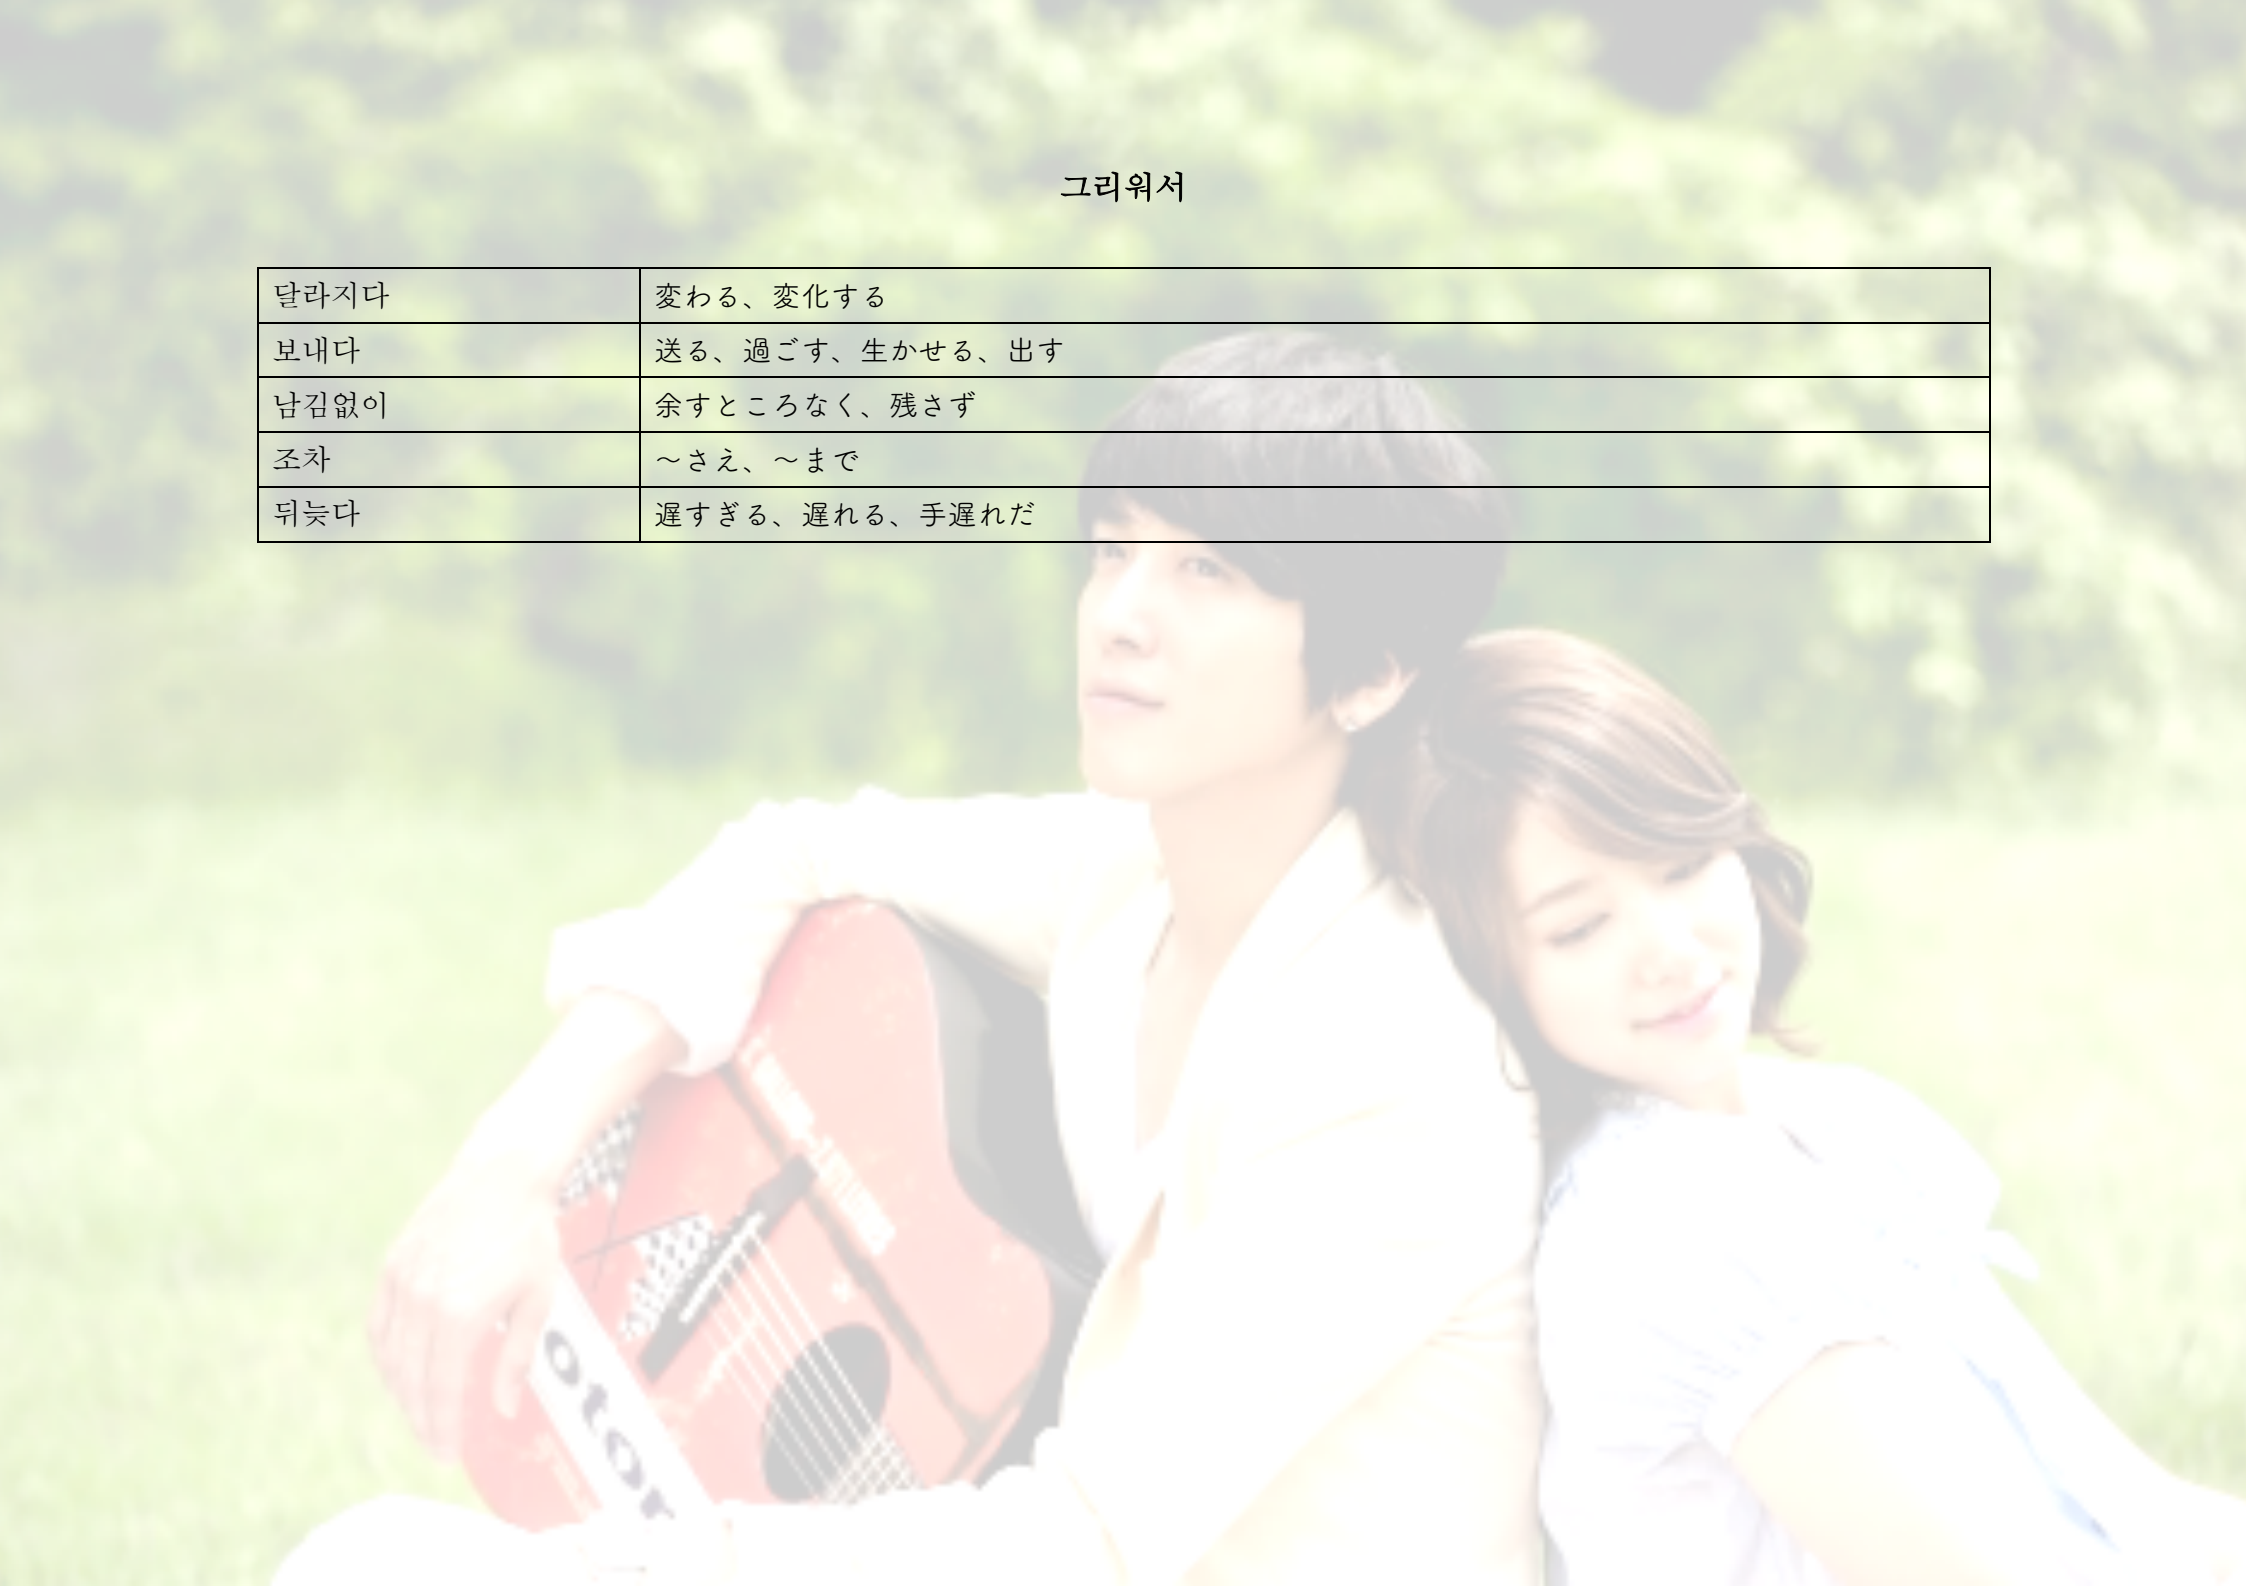 그리워서
달라지다 変わる、変化する
보내다 送る、過ごす、生かせる、出す
남김없이 余すところなく、残さず
조차 ～さえ、～まで
뒤늦다 遅すぎる、遅れる、手遅れだ
otor